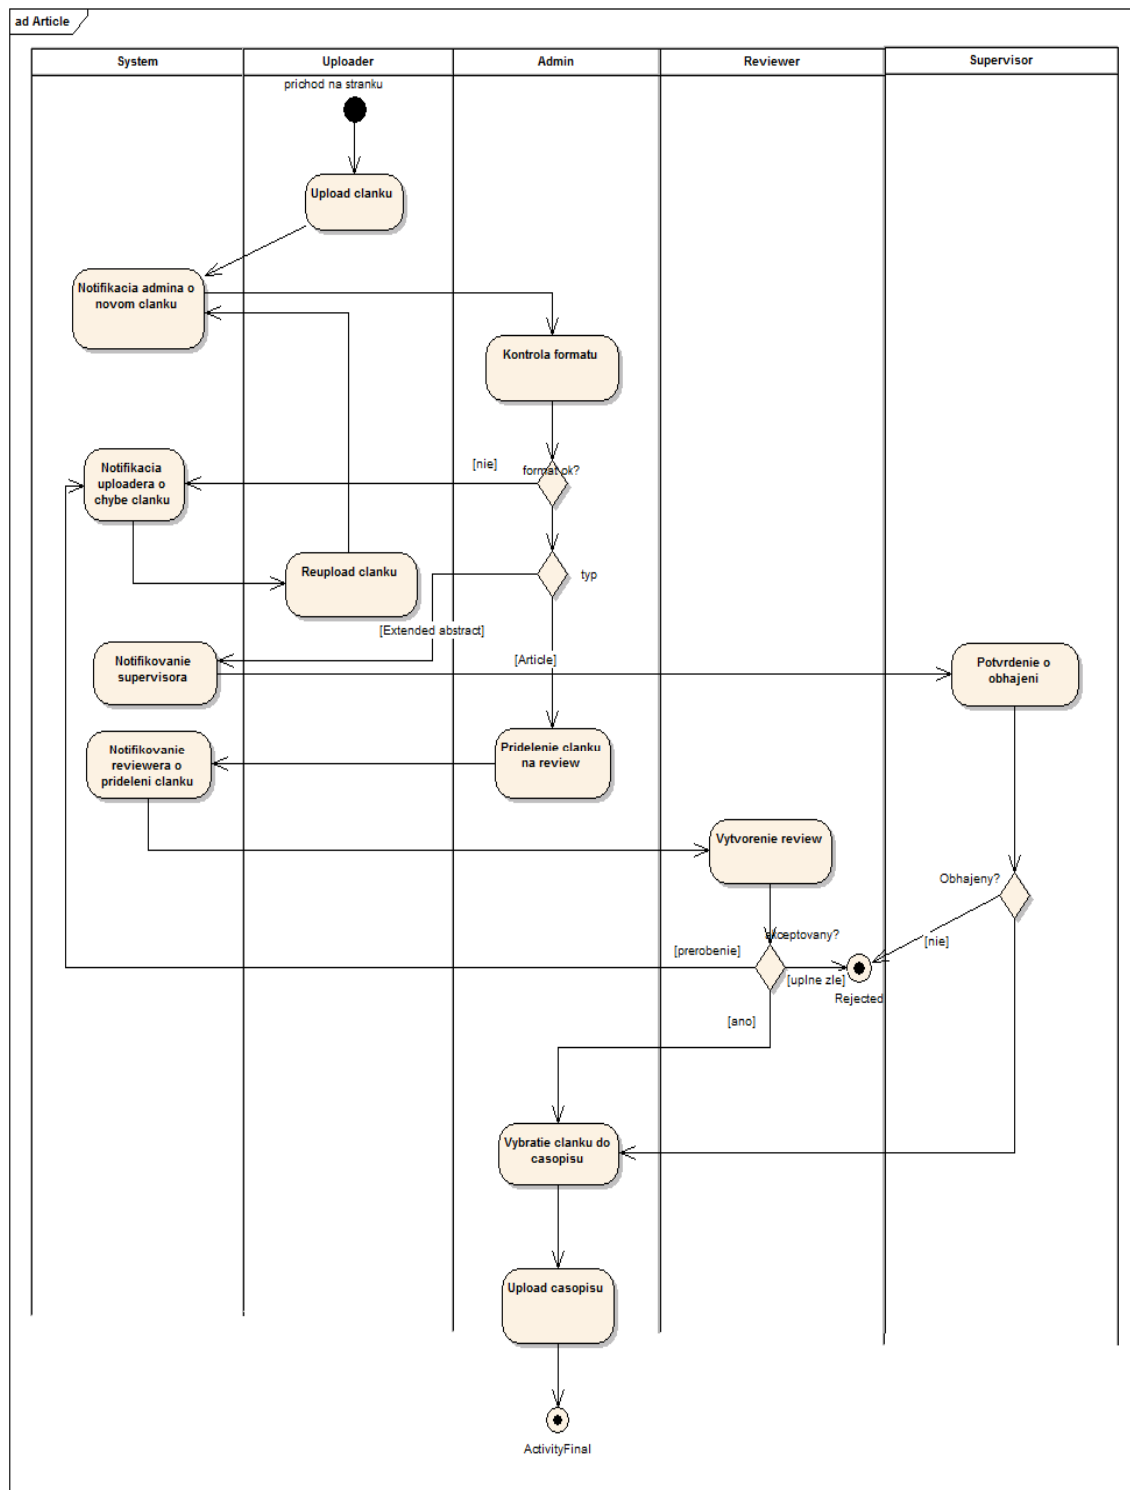 ad Article
System
Uploader
Admin
Reviewer
Supervisor
prichod na stranku
Upload clanku
Notifikacia admina o
novom clanku
Kontrola formatu
[nie]
format ok?
Notifikacia
uploadera o
chybe clanku
Reupload clanku
typ
[Extended abstract]
[Article]
Notifikovanie
supervisora
Potvrdenie o
obhajeni
Notifikovanie
reviewera o
prideleni clanku
Pridelenie clanku
na review
Vytvorenie review
Obhajeny?
akceptovany?
[nie]
[prerobenie]
[uplne zle]
Rejected
[ano]
Vybratie clanku do
casopisu
Upload casopisu
ActivityFinal